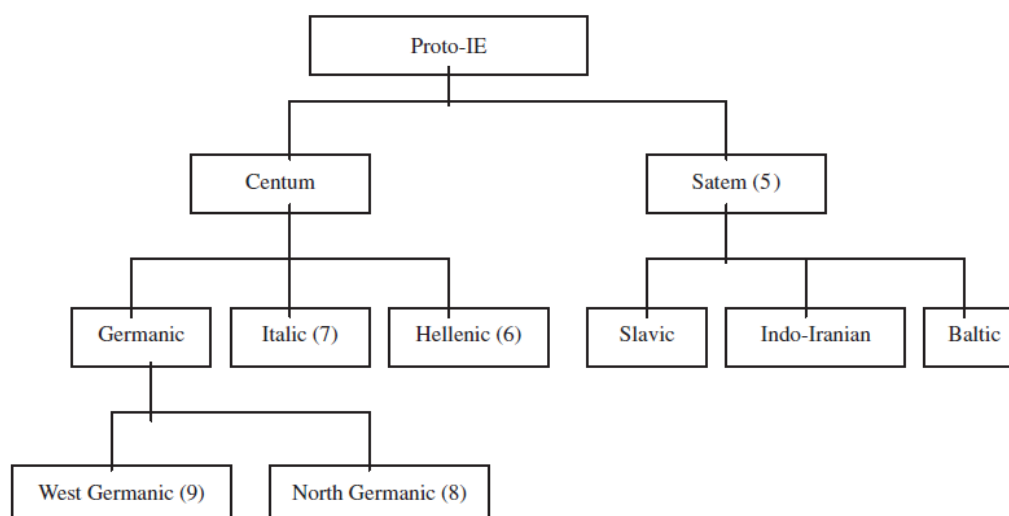 Proto-IE
Centum
Satem (5)
Germanic
Italic (7)
Hellenic (6)
Slavic
Indo-Iranian
Baltic
West Germanic (9)
North Germanic (8)